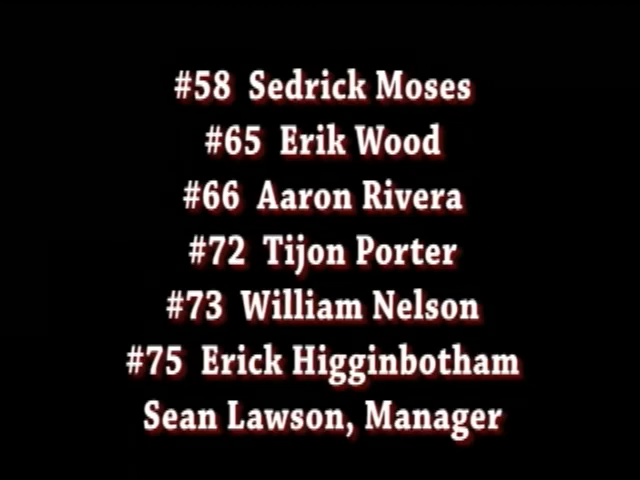 #58 Sedrick Moses
#65 Erik Wood
#66 Aaron Rivera
#72 Tijon Porter
#73 William Nelson
#75 Erick Higginbotham
Sean Lawson, Manager